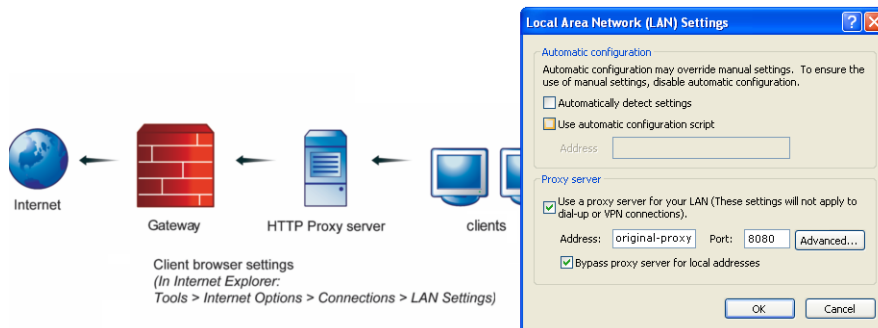 Internet
Gateway
HTTP Proxy server
clients
Client browser settings
(In Internet Explorer:
Tools > Internet Options > Connections > LAN Settings)
Local Area Network (LAN) Settings
Automatic configuration
Automatic configuration may override manual settings. To ensure the
use of manual settings, disable automatic configuration.
Automatically detect settings
Use automatic configuration script
Address
Proxy server
Use a proxy server for your LAN (These settings will not apply to
dial-up or VPN connections).
Address: original-proxy Port: 8080 Advanced...
Bypass proxy server for local addresses
OK Cancel